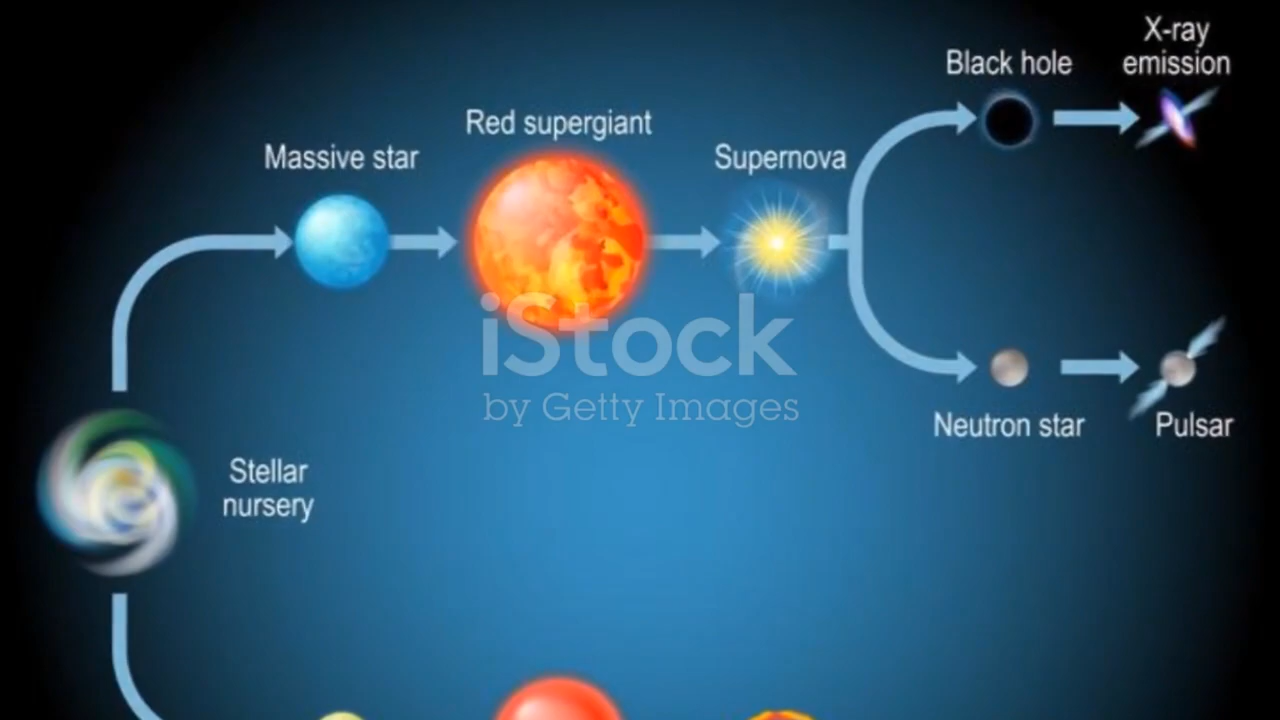 X-ray
emission
Black hole
Red supergiant
Massive star
Supernova
iStock
by Getty Images
Neutron star
Pulsar
Stellar
nursery